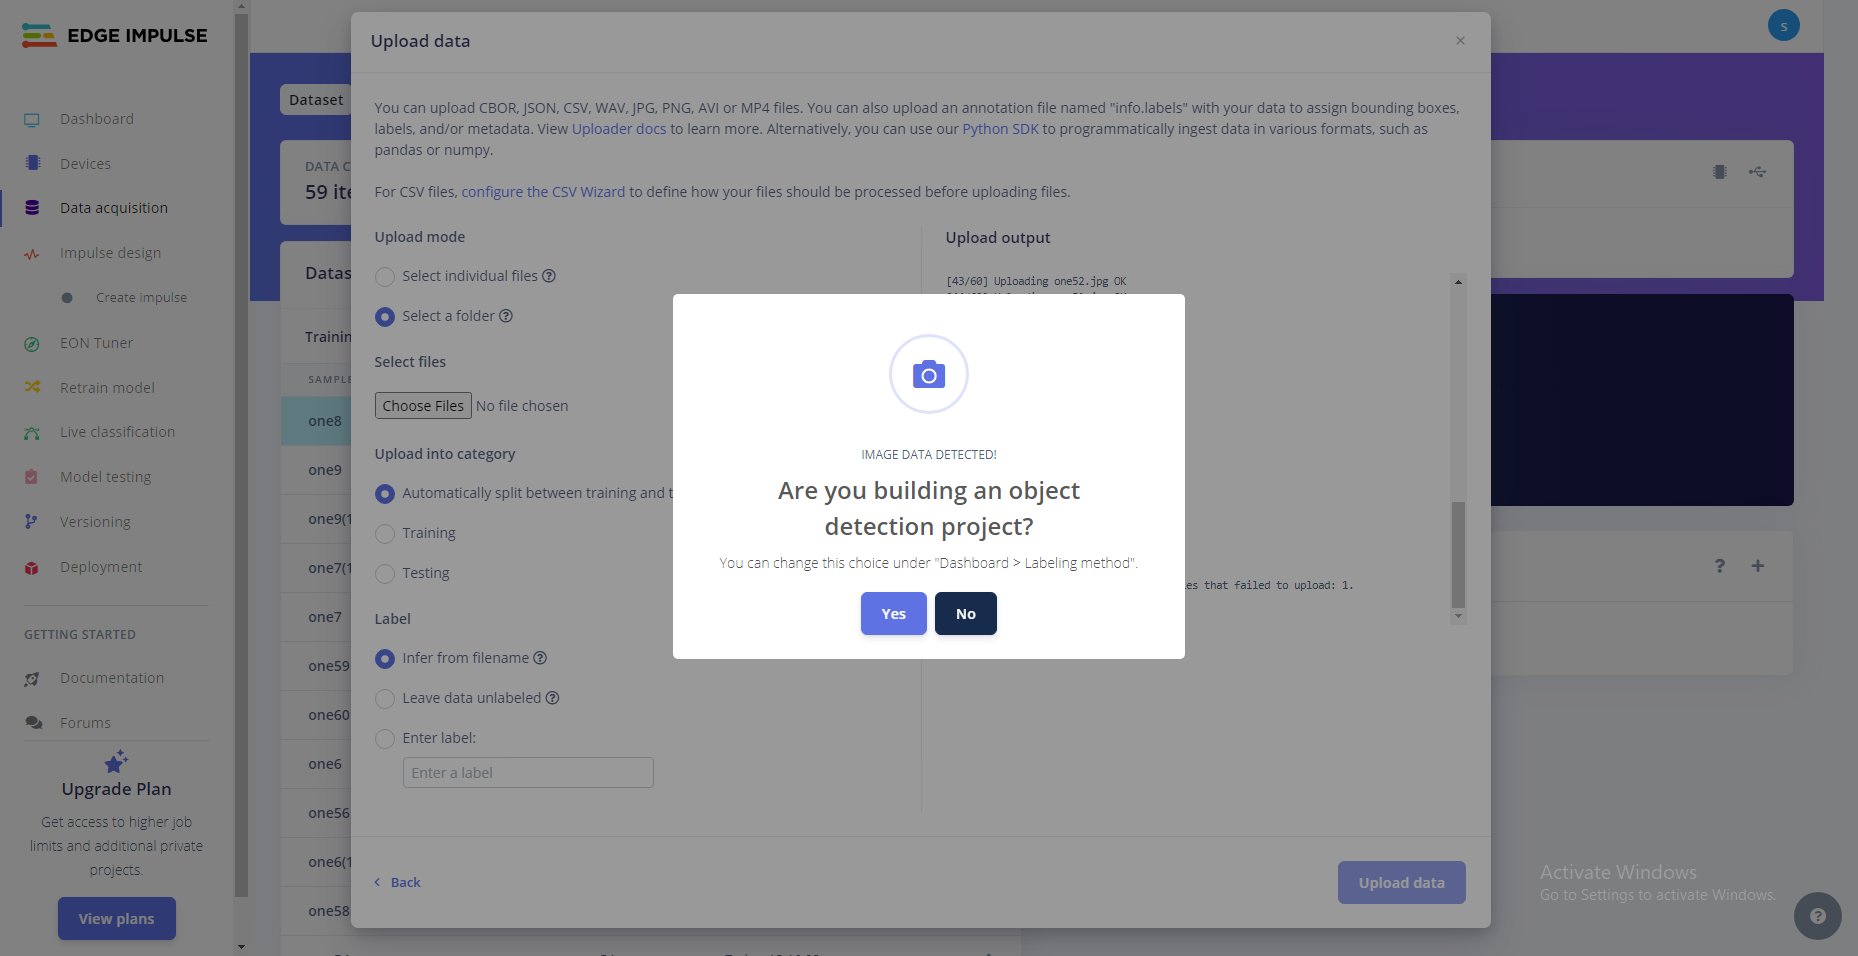 EDGE IMPULSE
Dashboard
Devices
Data acquisition
Impulse design
Create impulse
EON Tuner
Retrain model
Live classification
Model testing
Versioning
Deployment
GETTING STARTED
Documentation
Forums
Upgrade Plan
Get access to higher job
limits and additional private
projects.
View plans
s
Dataset
DATA C
59 ite
Datas
Trainin
SAMPLE
one8
one9
one9(1
one7(1
one7
one59
one60
one6
one56
one6(1
one58
Upload data
×
You can upload CBOR, JSON, CSV, WAV, JPG, PNG, AVI or MP4 files. You can also upload an annotation file named "info.labels" with your data to assign bounding boxes,
labels, and/or metadata. View Uploader docs to learn more. Alternatively, you can use our Python SDK to programmatically ingest data in various formats, such as
pandas or numpy.
For CSV files, configure the CSV Wizard to define how your files should be processed before uploading files.
Upload mode
Select individual files ?
Select a folder ?
Select files
Choose Files No file chosen
Upload into category
Automatically split between training and t
Training
Testing
Label
Infer from filename ?
Leave data unlabeled ?
Enter label:
Enter a label
Upload output
[43/60] Uploading one52.jpg OK
les that failed to upload: 1.
IMAGE DATA DETECTED!
Are you building an object
detection project?
You can change this choice under "Dashboard > Labeling method".
Yes
No
Back
Upload data
? +
Activate Windows
Go to Settings to activate Windows.
?